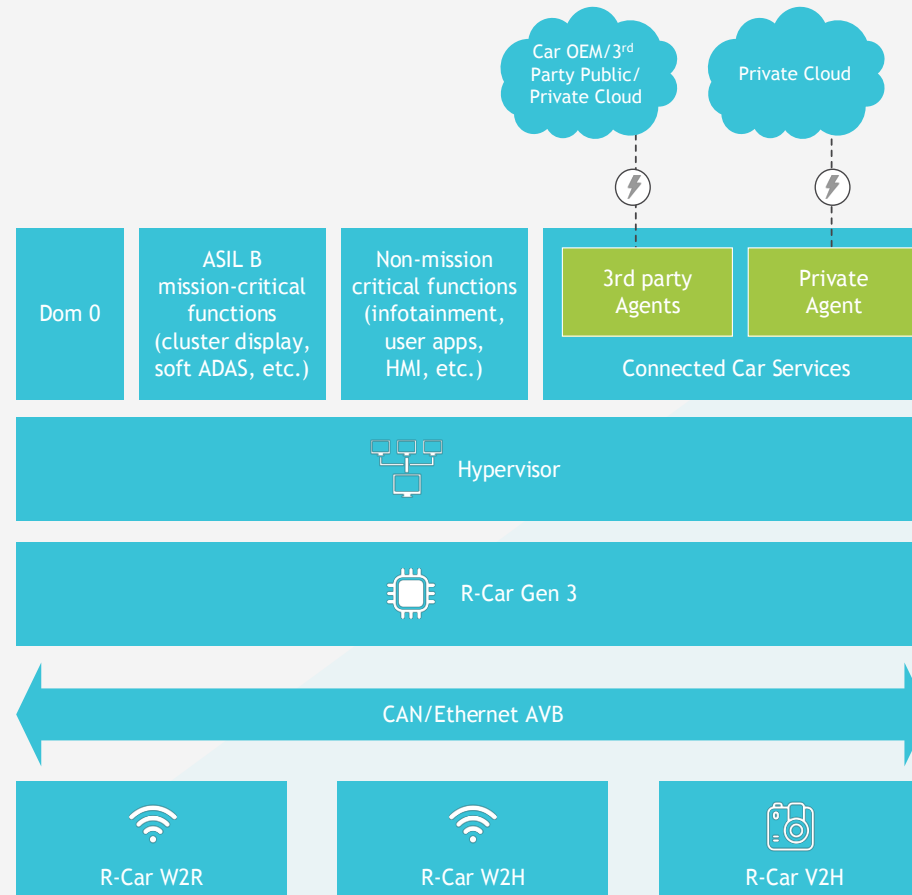 Car OEM/3rd
Party Public/
Private Cloud
Private Cloud
Dom 0
ASIL B
mission-critical
functions
(cluster display,
soft ADAS, etc.)
Non-mission
critical functions
(infotainment,
user apps,
HMI, etc.)
3rd party
Agents
Private
Agent
Connected Car Services
Hypervisor
R-Car Gen 3
CAN/Ethernet AVB
R-Car W2R
R-Car W2H
R-Car V2H